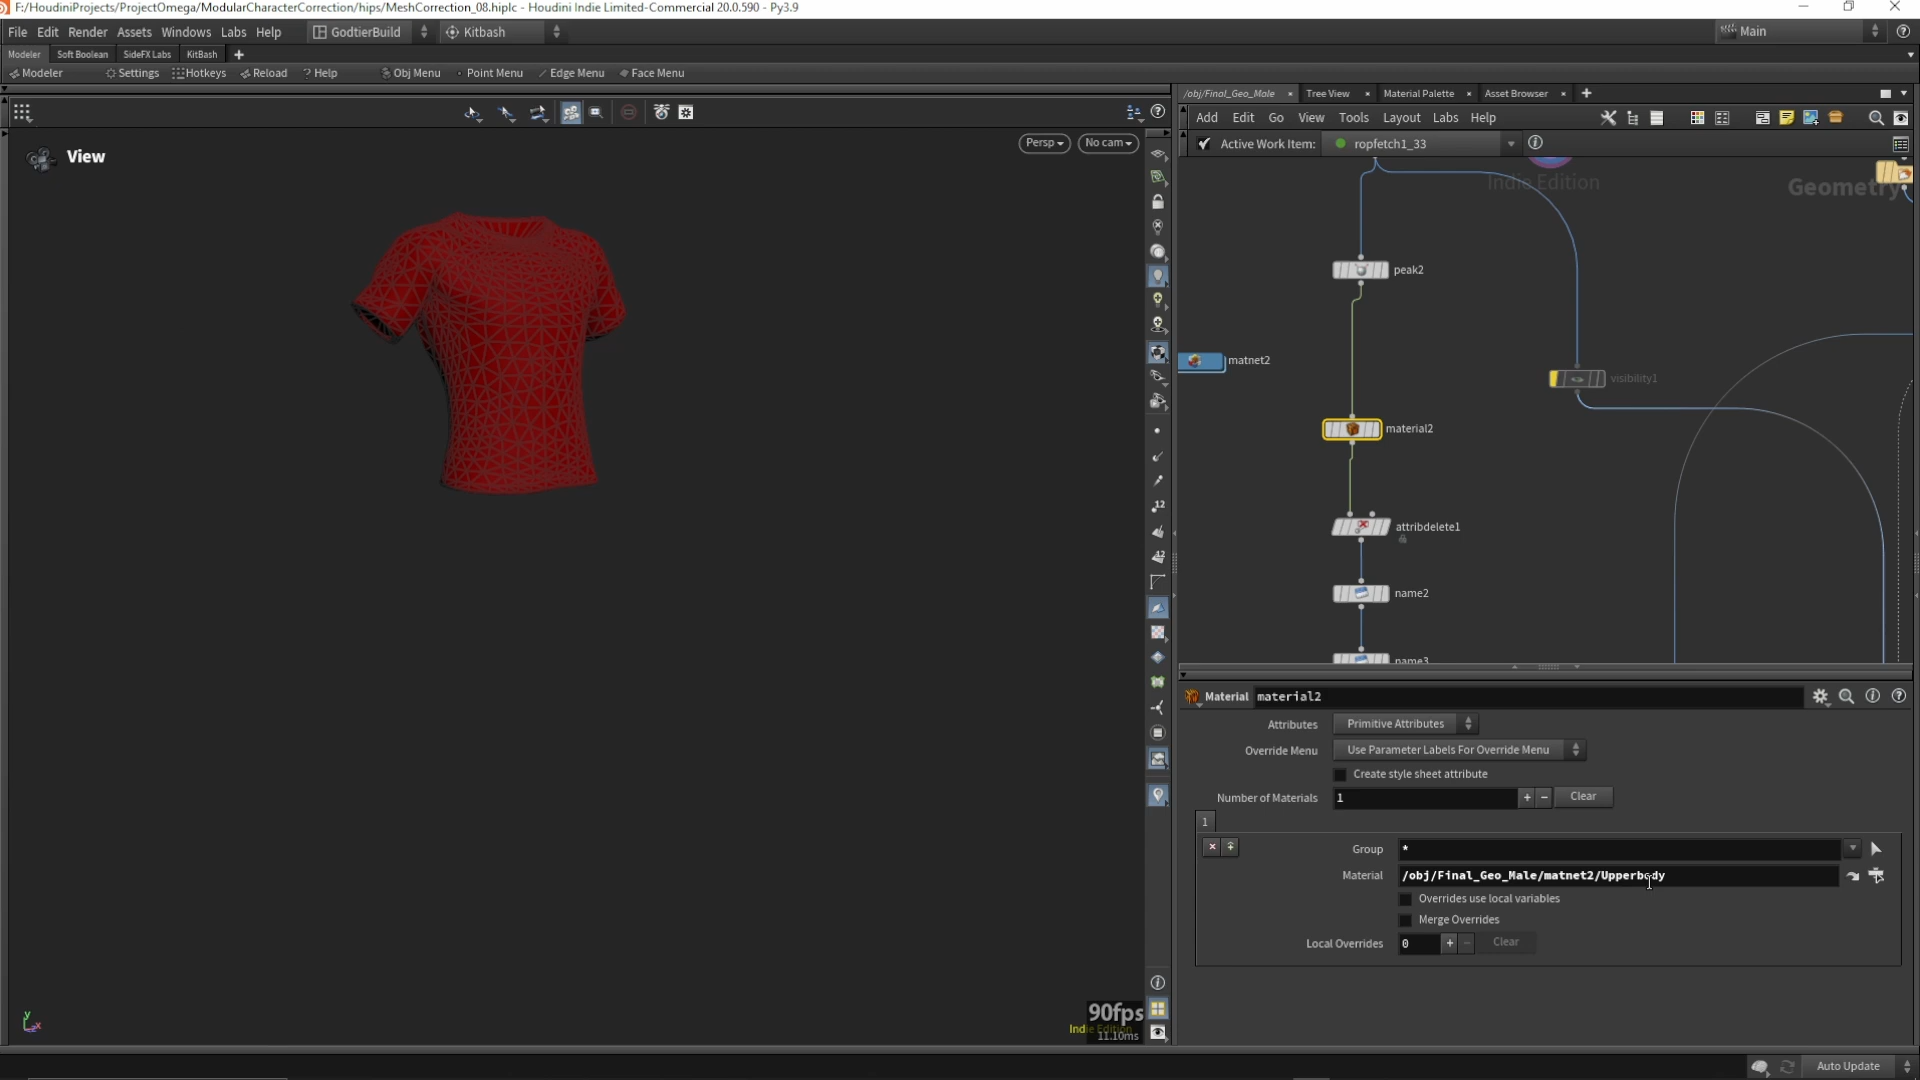 F:/HoudiniProjects/ProjectOmega/ModularCharacterCorrection/hips/MeshCorrection_08.hiplc - Houdini Indie Limited-Commercial 20.0.590 - Py3.9
File Edit Render Assets Windows Labs Help GodtierBuild Kitbash Main
Modeler Soft Boolean SideFX Labs KitBash
Modeler Settings Hotkeys Reload ? Help Obj Menu Point Menu Edge Menu Face Menu
/obj/Final_Geo_Male Tree View Material Palette Asset Browser
Add Edit Go View Tools Layout Labs Help
Active Work Item: ropfetch1_33
View Persp No cam
Indie Edition
Geometry
peak2
matnet2
visibility1
material2
attribdelete1
name2
name3
Material material2
Attributes Primitive Attributes
Override Menu Use Parameter Labels For Override Menu
Create style sheet attribute
Number of Materials 1 Clear
1
Group *
Material /obj/Final_Geo_Male/matnet2/Upperbody
Overrides use local variables
Merge Overrides
Local Overrides 0 Clear
12
12
90fps
Indie Edition
11.10ms
y
x
Auto Update